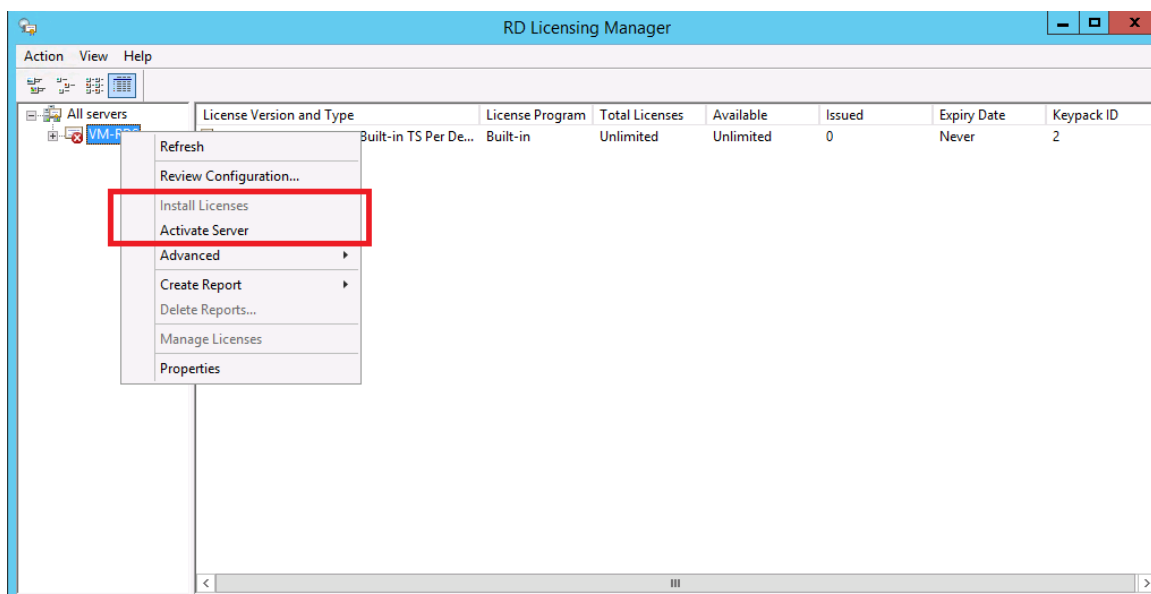 RD Licensing Manager
Action View Help
All servers
License Version and Type License Program Total Licenses Available Issued Expiry Date Keypack ID
Built-in TS Per De... Built-in Unlimited Unlimited 0 Never 2
Refresh
Review Configuration...
Install Licenses
Activate Server
Advanced
Create Report
Delete Reports...
Manage Licenses
Properties